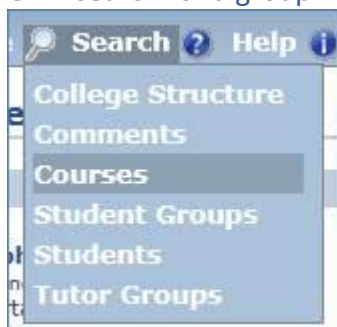 Search Help
College Structure
Comments
Courses
Student Groups
Students
Tutor Groups